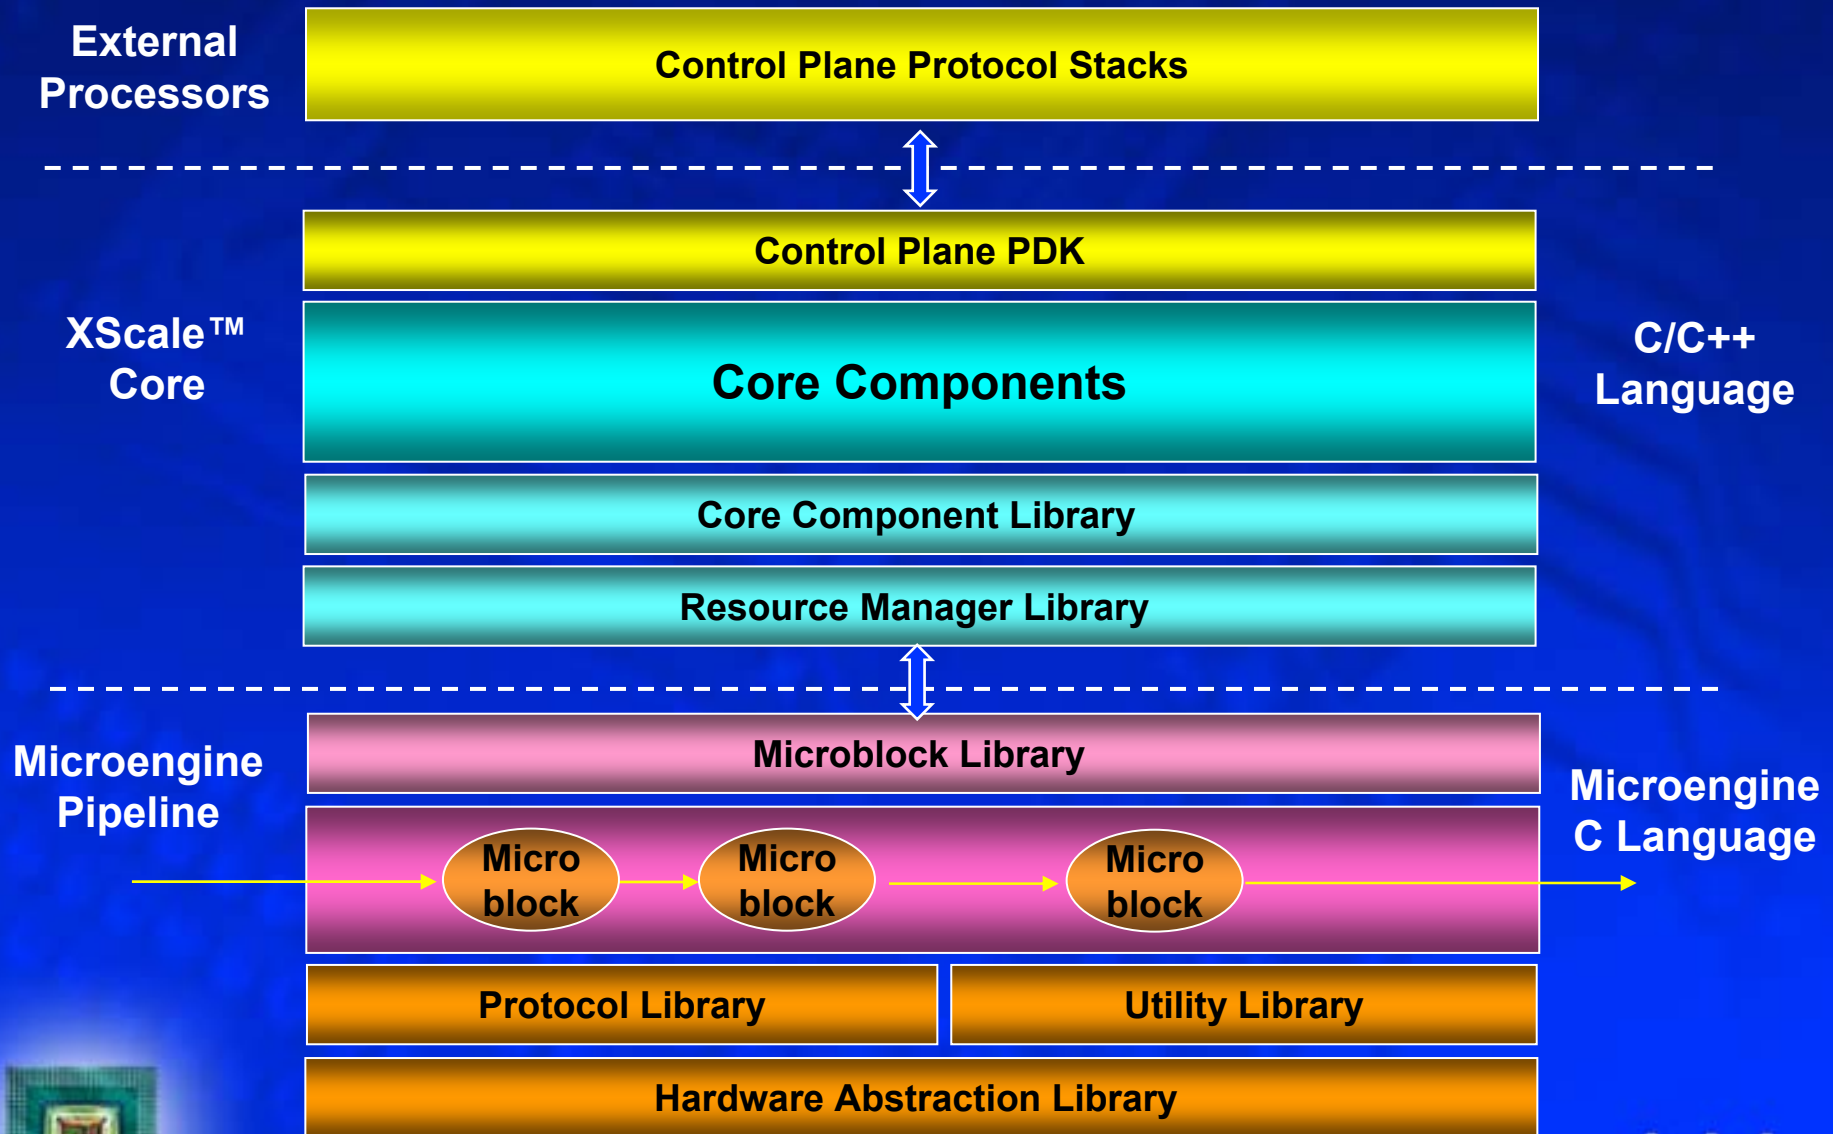 External
Processors
Control Plane Protocol Stacks
Control Plane PDK
XScale™
Core
Core Components
C/C++
Language
Core Component Library
Resource Manager Library
Microengine
Pipeline
Microblock Library
Microengine
C Language
Micro
block
Micro
block
Micro
block
Protocol Library
Utility Library
Hardware Abstraction Library